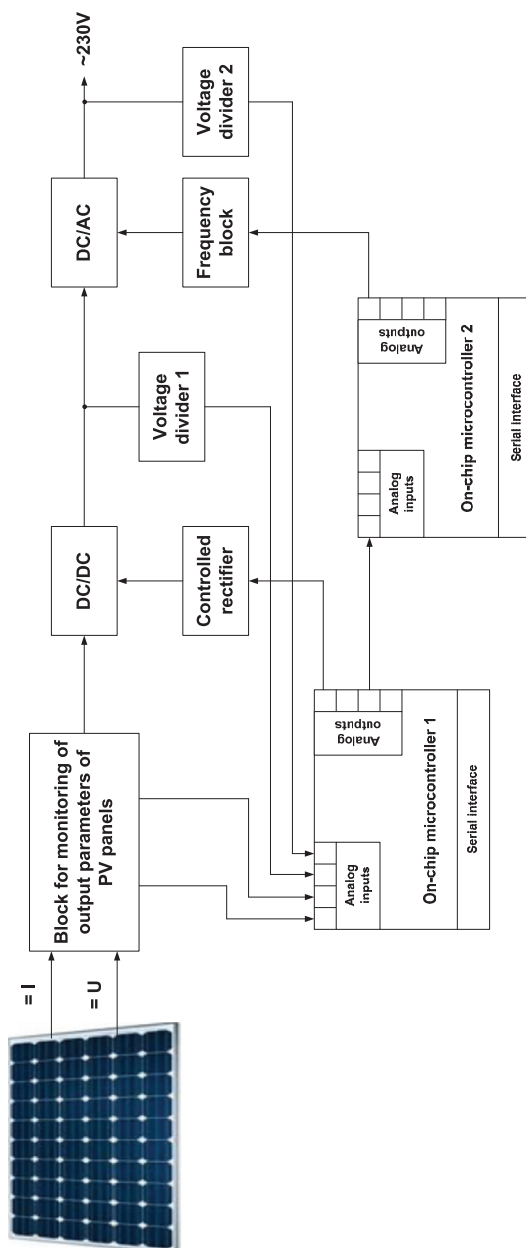 = I
= U
Block for monitoring of
output parameters of
PV panels
DC/DC
DC/AC
~230V
Controlled
rectifier
Voltage
divider 1
Frequency
block
Voltage
divider 2
Analog
inputs
Analog
outputs
On-chip microcontroller 1
Serial interface
Analog
inputs
Analog
outputs
On-chip microcontroller 2
Serial interface